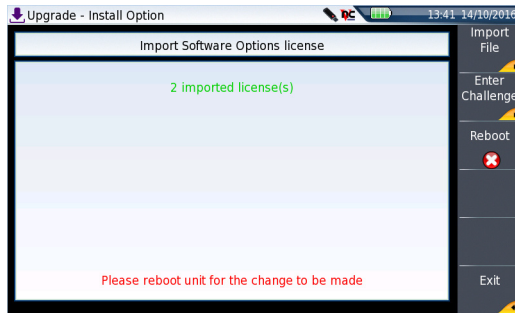 Upgrade - Install Option
13:41 14/10/2016
Import Software Options license
2 imported license(s)
Please reboot unit for the change to be made
Import
File
Enter
Challenge
Reboot
Exit